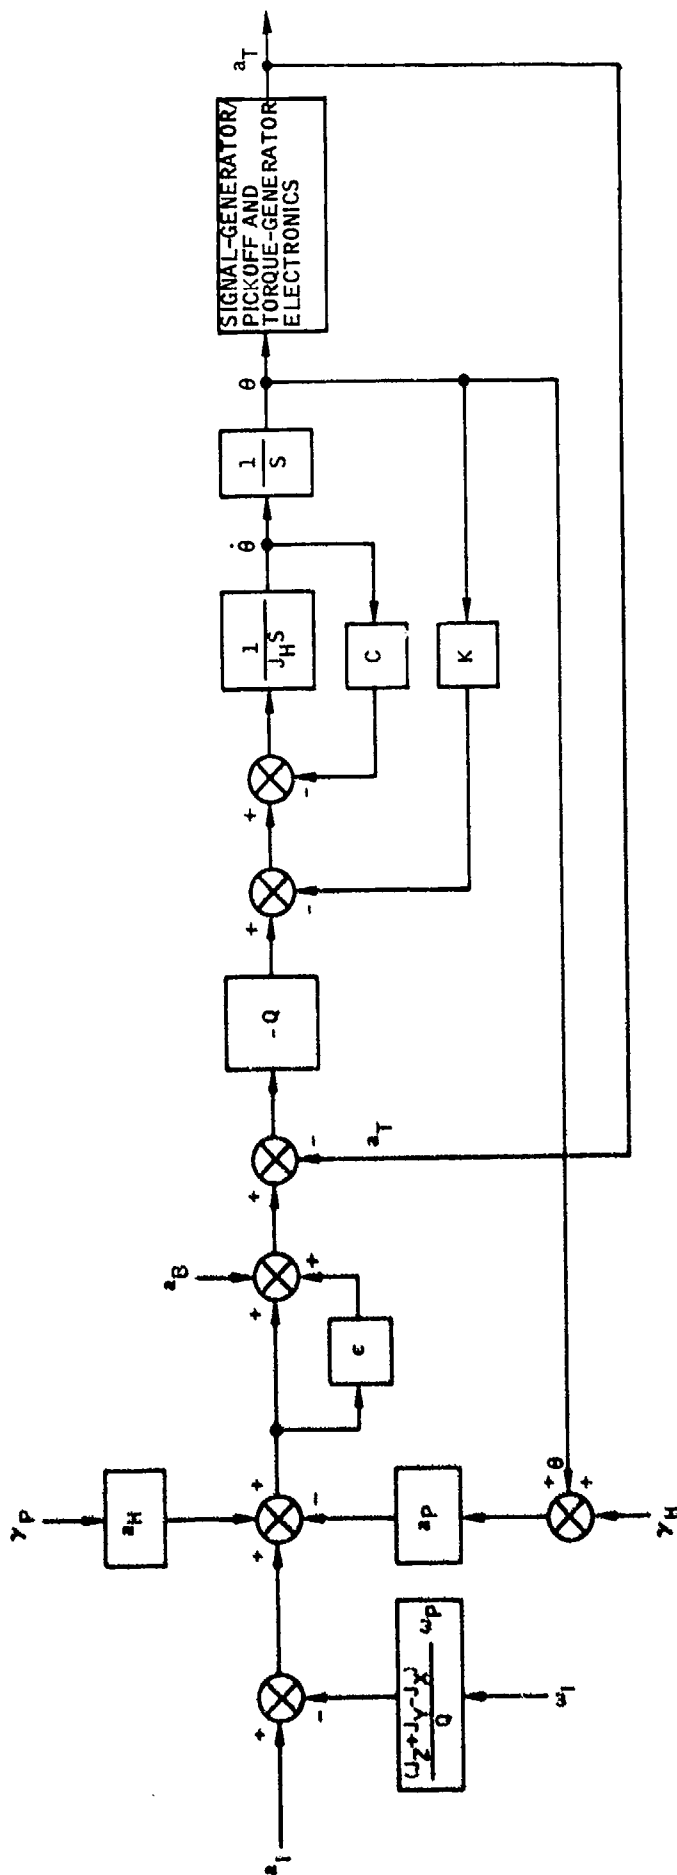 a_I
+
-
(J_Z+J_Y-J_X)
Q
ω_P
ω_I
γ_P
a_H
+
+
-
a_P
+
θ
+
γ_H
ε
a_B
+
+
+
-
a_T
-Q
+
-
+
-
1
J_HS
θ̇
C
K
1
S
θ
SIGNAL-GENERATOR/
PICKOFF AND
TORQUE-GENERATOR
ELECTRONICS
a_T